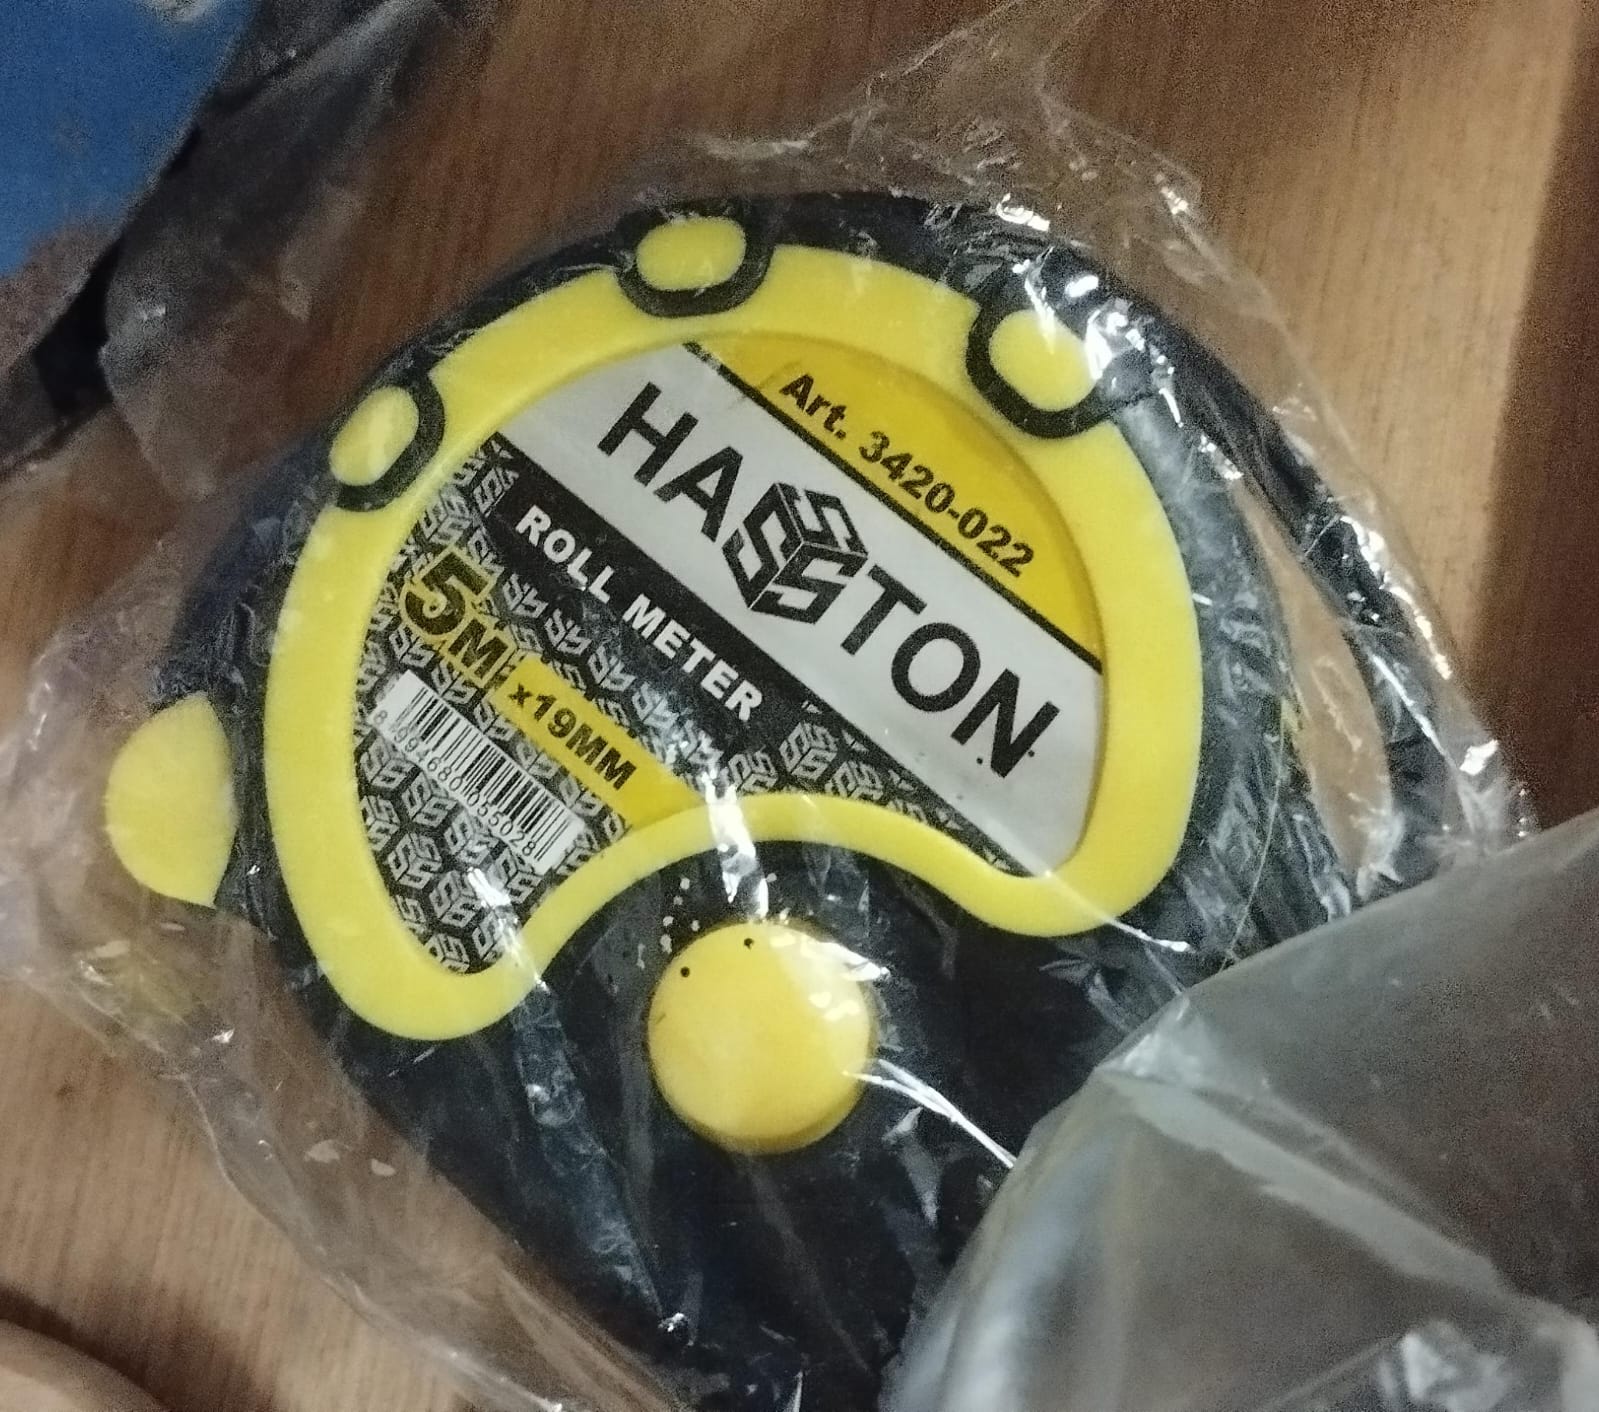 Art. 3420-022
HASSTON
ROLL METER
5M x19MM